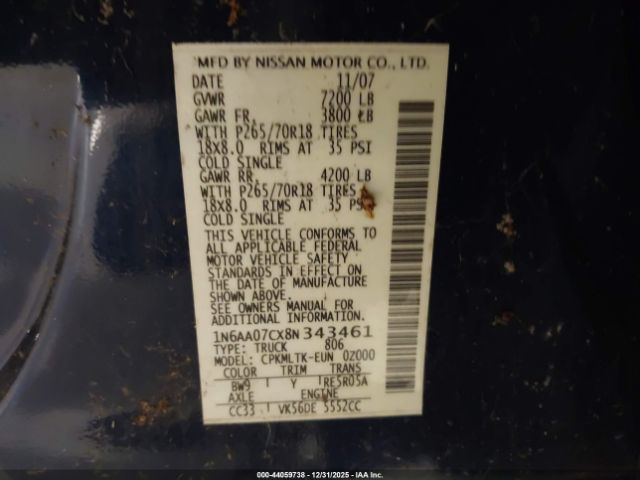 MFD BY NISSAN MOTOR CO., LTD.
DATE 11/07
GVWR 7200 LB
GAWR FR. 3800 LB
WITH P265/70R18 TIRES
18X8.0 RIMS AT 35 PSI
COLD SINGLE
GAWR RR. 4200 LB
WITH P265/70R18 TIRES
18X8.0 RIMS AT 35 PSI
COLD SINGLE
THIS VEHICLE CONFORMS TO
ALL APPLICABLE FEDERAL
MOTOR VEHICLE SAFETY
STANDARDS IN EFFECT ON
THE DATE OF MANUFACTURE
SHOWN ABOVE.
SEE OWNERS MANUAL FOR
ADDITIONAL INFORMATION.
1N6AA07CX8N343461
TYPE: TRUCK 806
MODEL: CPKMLTK-EUN 0Z000
COLOR TRIM TRANS
BW9 Y RE5R05A
AXLE ENGINE
CC33 VK56DE 5552CC
000-44059738 - 12/31/2025 - IAA Inc.